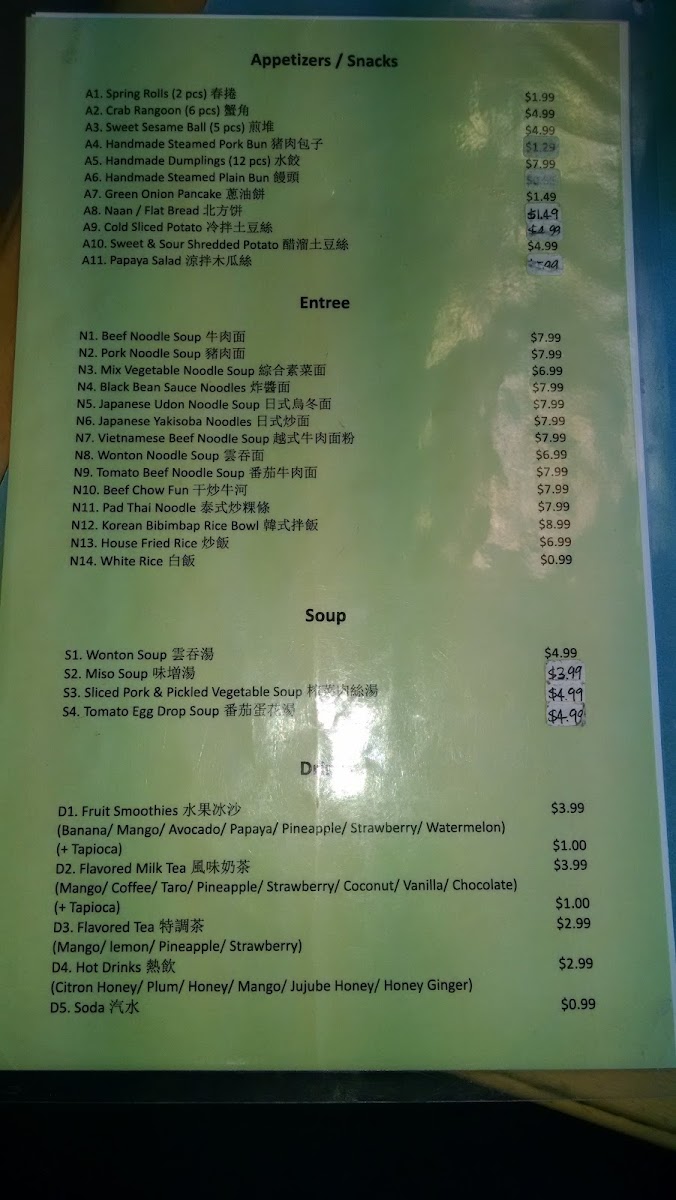 Appetizers / Snacks
A1. Spring Rolls (2 pcs) 春捲 $1.99
A2. Crab Rangoon (6 pcs) 蟹角 $4.99
A3. Sweet Sesame Ball (5 pcs) 煎堆 $4.99
A4. Handmade Steamed Pork Bun 猪肉包子 $1.29
A5. Handmade Dumplings (12 pcs) 水餃 $7.99
A6. Handmade Steamed Plain Bun 饅頭
A7. Green Onion Pancake 蔥油餅 $1.49
A8. Naan / Flat Bread 北方饼 $1.49
A9. Cold Sliced Potato 冷拌土豆絲 $4.99
A10. Sweet & Sour Shredded Potato 醋溜土豆絲 $4.99
A11. Papaya Salad 涼拌木瓜絲
Entree
N1. Beef Noodle Soup 牛肉面 $7.99
N2. Pork Noodle Soup 豬肉面 $7.99
N3. Mix Vegetable Noodle Soup 綜合素菜面 $6.99
N4. Black Bean Sauce Noodles 炸醬面 $7.99
N5. Japanese Udon Noodle Soup 日式烏冬面 $7.99
N6. Japanese Yakisoba Noodles 日式炒面 $7.99
N7. Vietnamese Beef Noodle Soup 越式牛肉面粉 $7.99
N8. Wonton Noodle Soup 雲吞面 $6.99
N9. Tomato Beef Noodle Soup 番茄牛肉面 $7.99
N10. Beef Chow Fun 干炒牛河 $7.99
N11. Pad Thai Noodle 泰式炒粿條 $7.99
N12. Korean Bibimbap Rice Bowl 韓式拌飯 $8.99
N13. House Fried Rice 炒飯 $6.99
N14. White Rice 白飯 $0.99
Soup
S1. Wonton Soup 雲吞湯 $4.99
S2. Miso Soup 味增湯 $3.99
S3. Sliced Pork & Pickled Vegetable Soup 榨菜肉絲湯 $4.99
S4. Tomato Egg Drop Soup 番茄蛋花湯 $4.99
D1. Fruit Smoothies 水果冰沙 $3.99
(Banana/ Mango/ Avocado/ Papaya/ Pineapple/ Strawberry/ Watermelon)
(+ Tapioca) $1.00
D2. Flavored Milk Tea 風味奶茶 $3.99
(Mango/ Coffee/ Taro/ Pineapple/ Strawberry/ Coconut/ Vanilla/ Chocolate)
(+ Tapioca) $1.00
D3. Flavored Tea 特調茶 $2.99
(Mango/ lemon/ Pineapple/ Strawberry)
D4. Hot Drinks 熱飲 $2.99
(Citron Honey/ Plum/ Honey/ Mango/ Jujube Honey/ Honey Ginger)
D5. Soda 汽水 $0.99